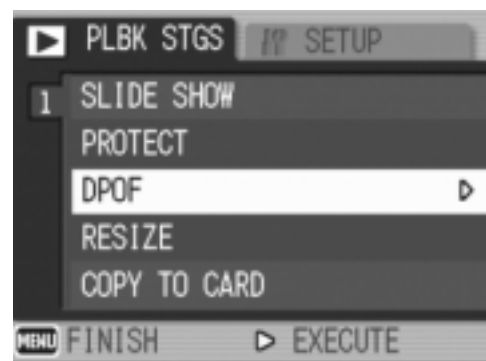 PLBK STGS SETUP
1 SLIDE SHOW
PROTECT
DPOF
RESIZE
COPY TO CARD
MENU FINISH EXECUTE